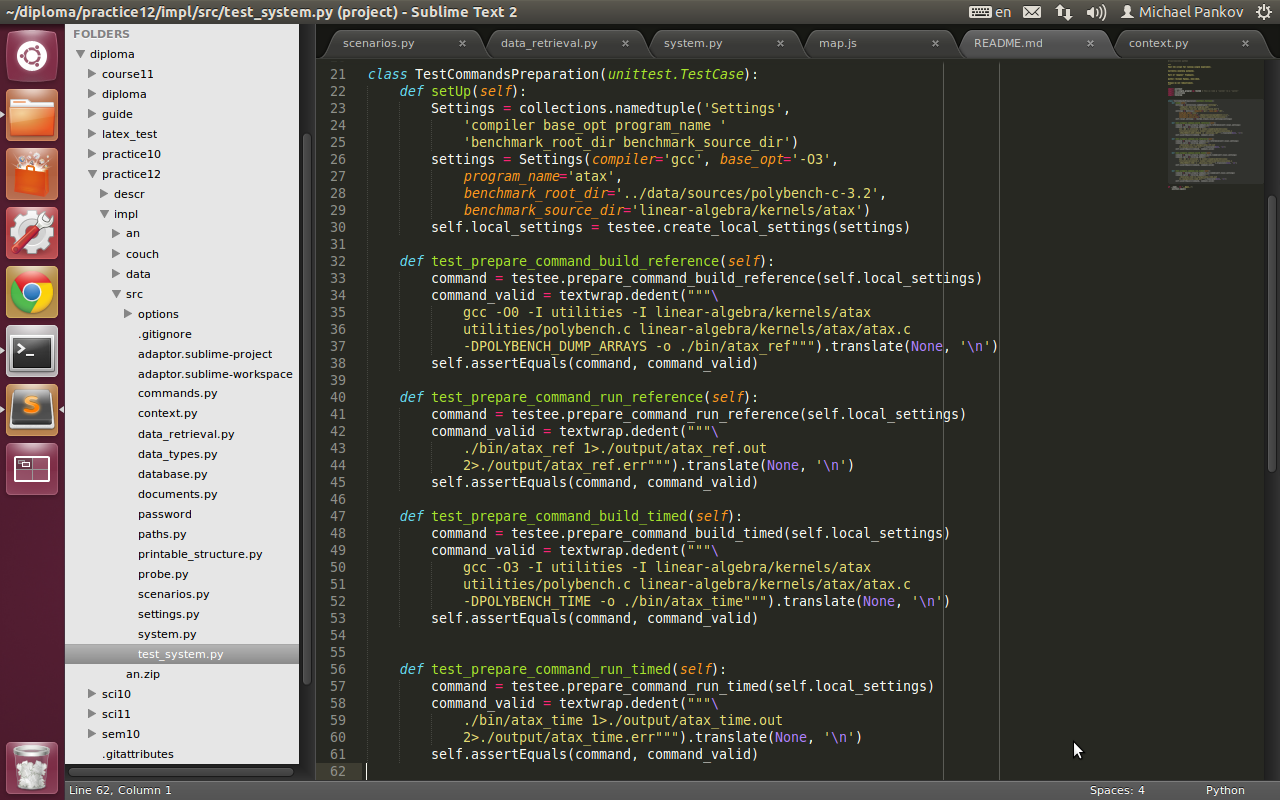 ~/diploma/practice12/impl/src/test_system.py (project) - Sublime Text 2
en
Michael Pankov
FOLDERS
diploma
course11
diploma
guide
latex_test
practice10
practice12
descr
impl
an
couch
data
src
options
.gitignore
adaptor.sublime-project
adaptor.sublime-workspace
commands.py
context.py
data_retrieval.py
data_types.py
database.py
documents.py
password
paths.py
printable_structure.py
probe.py
scenarios.py
settings.py
system.py
test_system.py
an.zip
sci10
sci11
sem10
.gitattributes
scenarios.py ×
data_retrieval.py ×
system.py ×
map.js ×
README.md ×
context.py ×
21 class TestCommandsPreparation(unittest.TestCase):
22     def setUp(self):
23         Settings = collections.namedtuple('Settings',
24             'compiler base_opt program_name '
25             'benchmark_root_dir benchmark_source_dir')
26         settings = Settings(compiler='gcc', base_opt='-O3',
27             program_name='atax',
28             benchmark_root_dir='../data/sources/polybench-c-3.2',
29             benchmark_source_dir='linear-algebra/kernels/atax')
30         self.local_settings = testee.create_local_settings(settings)
31
32     def test_prepare_command_build_reference(self):
33         command = testee.prepare_command_build_reference(self.local_settings)
34         command_valid = textwrap.dedent("""\
35             gcc -O0 -I utilities -I linear-algebra/kernels/atax
36             utilities/polybench.c linear-algebra/kernels/atax/atax.c
37             -DPOLYBENCH_DUMP_ARRAYS -o ./bin/atax_ref""").translate(None, '\n')
38         self.assertEquals(command, command_valid)
39
40     def test_prepare_command_run_reference(self):
41         command = testee.prepare_command_run_reference(self.local_settings)
42         command_valid = textwrap.dedent("""\
43             ./bin/atax_ref 1>./output/atax_ref.out
44             2>./output/atax_ref.err""").translate(None, '\n')
45         self.assertEquals(command, command_valid)
46
47     def test_prepare_command_build_timed(self):
48         command = testee.prepare_command_build_timed(self.local_settings)
49         command_valid = textwrap.dedent("""\
50             gcc -O3 -I utilities -I linear-algebra/kernels/atax
51             utilities/polybench.c linear-algebra/kernels/atax/atax.c
52             -DPOLYBENCH_TIME -o ./bin/atax_time""").translate(None, '\n')
53         self.assertEquals(command, command_valid)
54
55
56     def test_prepare_command_run_timed(self):
57         command = testee.prepare_command_run_timed(self.local_settings)
58         command_valid = textwrap.dedent("""\
59             ./bin/atax_time 1>./output/atax_time.out
60             2>./output/atax_time.err""").translate(None, '\n')
61         self.assertEquals(command, command_valid)
62
Line 62, Column 1
Spaces: 4
Python